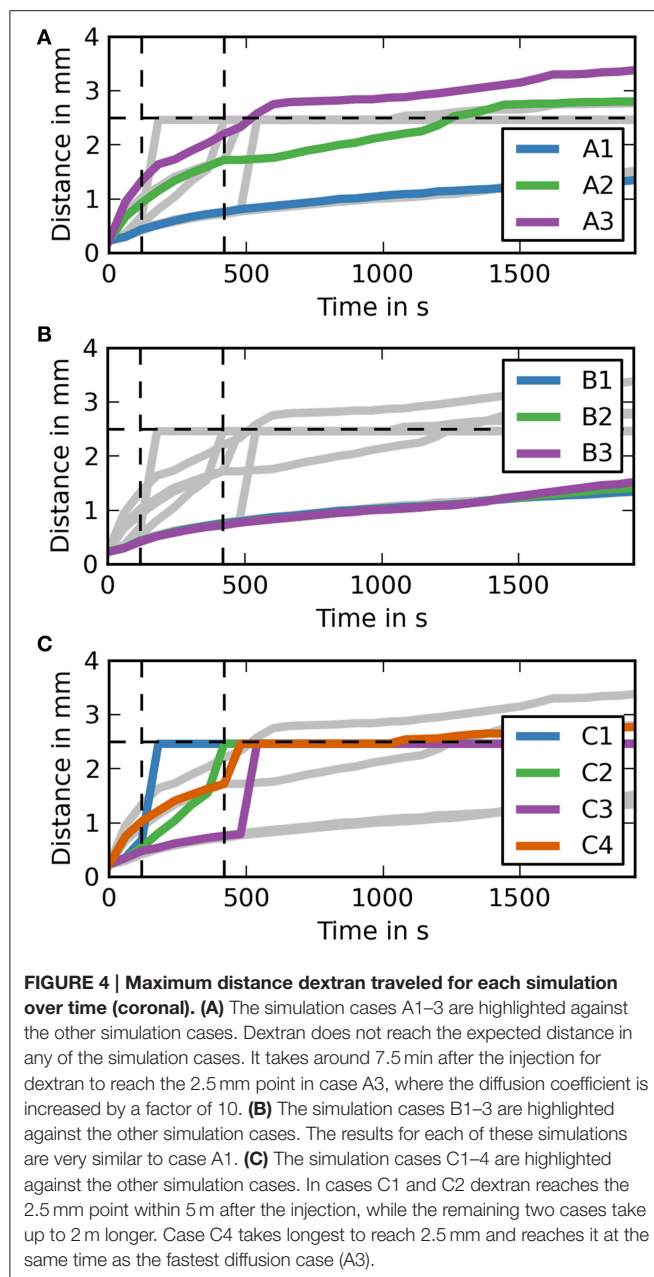 A
4
3
2
1
0
Distance in mm
A1
A2
A3
0
500
1000
1500
Time in s
B
4
3
2
1
0
Distance in mm
B1
B2
B3
0
500
1000
1500
Time in s
C
4
3
2
1
0
Distance in mm
C1
C2
C3
C4
0
500
1000
1500
Time in s
FIGURE 4 | Maximum distance dextran traveled for each simulation
over time (coronal). (A) The simulation cases A1–3 are highlighted against
the other simulation cases. Dextran does not reach the expected distance in
any of the simulation cases. It takes around 7.5 min after the injection for
dextran to reach the 2.5 mm point in case A3, where the diffusion coefficient is
increased by a factor of 10. (B) The simulation cases B1–3 are highlighted
against the other simulation cases. The results for each of these simulations
are very similar to case A1. (C) The simulation cases C1–4 are highlighted
against the other simulation cases. In cases C1 and C2 dextran reaches the
2.5 mm point within 5 m after the injection, while the remaining two cases take
up to 2 m longer. Case C4 takes longest to reach 2.5 mm and reaches it at the
same time as the fastest diffusion case (A3).